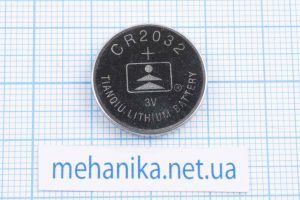 CR2032
+
®
3V
TIANQIU LITHIUM BATTERY
mehanika.net.ua